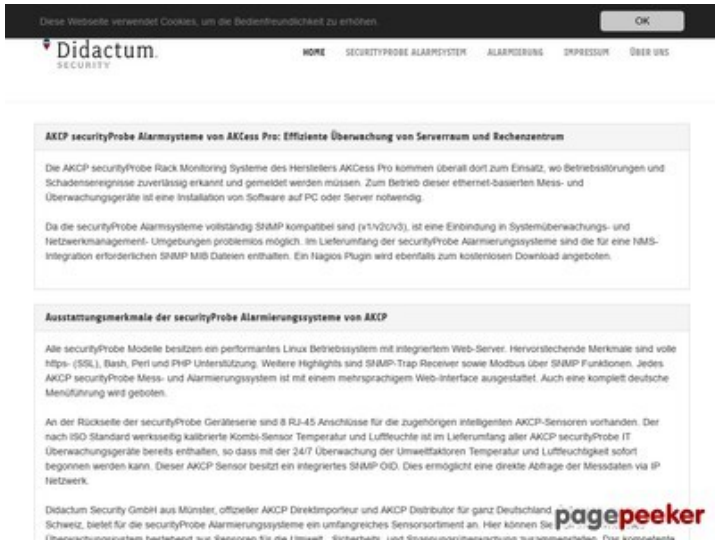 Diese Webseite verwendet Cookies, um die Bedienfreundlichkeit zu erhöhen.
OK
Didactum.
SECURITY
HOME SECURITYPROBE ALARMSYSTEM ALARMIERUNG IMPRESSUM ÜBER UNS
AKCP securityProbe Alarmsysteme von AKCess Pro: Effiziente Überwachung von Serverraum und Rechenzentrum
Die AKCP securityProbe Rack Monitoring Systeme des Herstellers AKCess Pro kommen überall dort zum Einsatz, wo Betriebsstörungen und
Schadensereignisse zuverlässig erkannt und gemeldet werden müssen. Zum Betrieb dieser ethernet-basierten Mess- und
Überwachungsgeräte ist eine Installation von Software auf PC oder Server notwendig.
Da die securityProbe Alarmsysteme vollständig SNMP kompatibel sind (v1/v2c/v3), ist eine Einbindung in Systemüberwachungs- und
Netzwerkmanagement- Umgebungen problemlos möglich. Im Lieferumfang der securityProbe Alarmierungssysteme sind die für eine NMS-
Integration erforderlichen SNMP MIB Dateien enthalten. Ein Nagios Plugin wird ebenfalls zum kostenlosen Download angeboten.
Ausstattungsmerkmale der securityProbe Alarmierungssysteme von AKCP
Alle securityProbe Modelle besitzen ein performantes Linux Betriebssystem mit integriertem Web-Server. Hervorstechende Merkmale sind volle
https- (SSL), Bash, Perl und PHP Unterstützung. Weitere Highlights sind SNMP-Trap Receiver sowie Modbus über SNMP Funktionen. Jedes
AKCP securityProbe Mess- und Alarmierungssystem ist mit einem mehrsprachigem Web-Interface ausgestattet. Auch eine komplett deutsche
Menüführung wird geboten.
An der Rückseite der securityProbe Geräteserie sind 8 RJ-45 Anschlüsse für die zugehörigen intelligenten AKCP-Sensoren vorhanden. Der
nach ISO Standard werksseitig kalibrierte Kombi-Sensor Temperatur und Luftfeuchte ist im Lieferumfang aller AKCP securityProbe IT
Überwachungsgeräte bereits enthalten, so dass mit der 24/7 Überwachung der Umweltfaktoren Temperatur und Luftfeuchtigkeit sofort
begonnen werden kann. Dieser AKCP Sensor besitzt ein integriertes SNMP OID. Dies ermöglicht eine direkte Abfrage der Messdaten via IP
Netzwerk.
Didactum Security GmbH aus Münster, offizieller AKCP Direktimporteur und AKCP Distributor für ganz Deutschland,
Schweiz, bietet für die securityProbe Alarmierungssysteme ein umfangreiches Sensorsortiment an. Hier können Sie
Überwachungssystem bestehend aus Sensoren für die Umwelt-, Sicherheits- und Spannungsüberwachung zusammenstellen. Das kompetente
pagepeeker